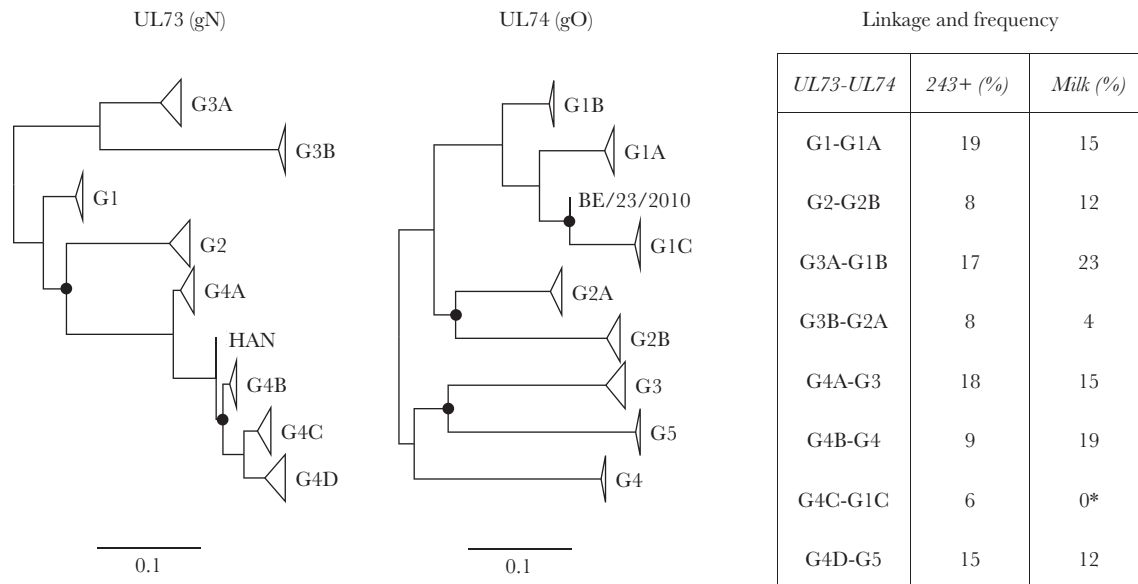 UL73 (gN)
G3A
G3B
G1
G2
G4A
HAN
G4B
G4C
G4D
0.1
UL74 (gO)
G1B
G1A
BE/23/2010
G1C
G2A
G2B
G3
G5
G4
0.1
Linkage and frequency
UL73-UL74 243+ (%) Milk (%)
G1-G1A 19 15
G2-G2B 8 12
G3A-G1B 17 23
G3B-G2A 8 4
G4A-G3 18 15
G4B-G4 9 19
G4C-G1C 6 0*
G4D-G5 15 12